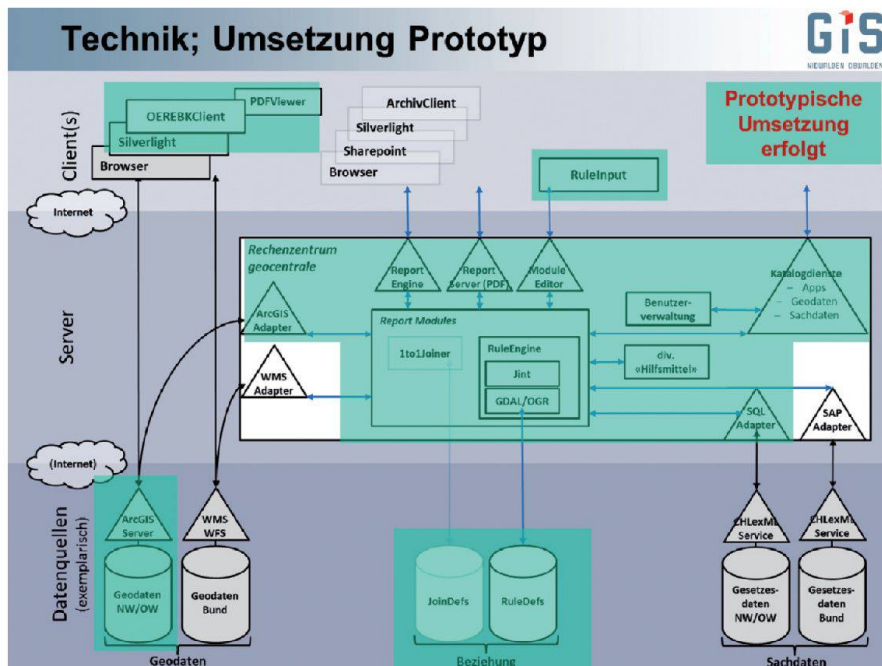 Technik; Umsetzung Prototyp
GIS
NIDWALDEN OBWALDEN
Client(s)
PDFViewer
OEREBKClient
Silverlight
Browser
ArchivClient
Silverlight
Sharepoint
Browser
RuleInput
Prototypische
Umsetzung
erfolgt
Internet
Server
Rechenzentrum
geocentrale
Report
Engine
Report
Server (PDF)
Module
Editor
Katalogdienste
– Apps
– Geodaten
– Sachdaten
ArcGIS
Adapter
WMS
Adapter
Report Modules
1to1Joiner
RuleEngine
Jint
GDAL/OGR
Benutzer-
verwaltung
div.
«Hilfsmittel»
SQL
Adapter
SAP
Adapter
(Internet)
Datenquellen
(exemplarisch)
ArcGIS
Server
WMS
WFS
CHLexML
Service
CHLexML
Service
Geodaten
NW/OW
Geodaten
Bund
JoinDefs
RuleDefs
Gesetzes-
daten
NW/OW
Gesetzes-
daten
Bund
Geodaten
Beziehung
Sachdaten